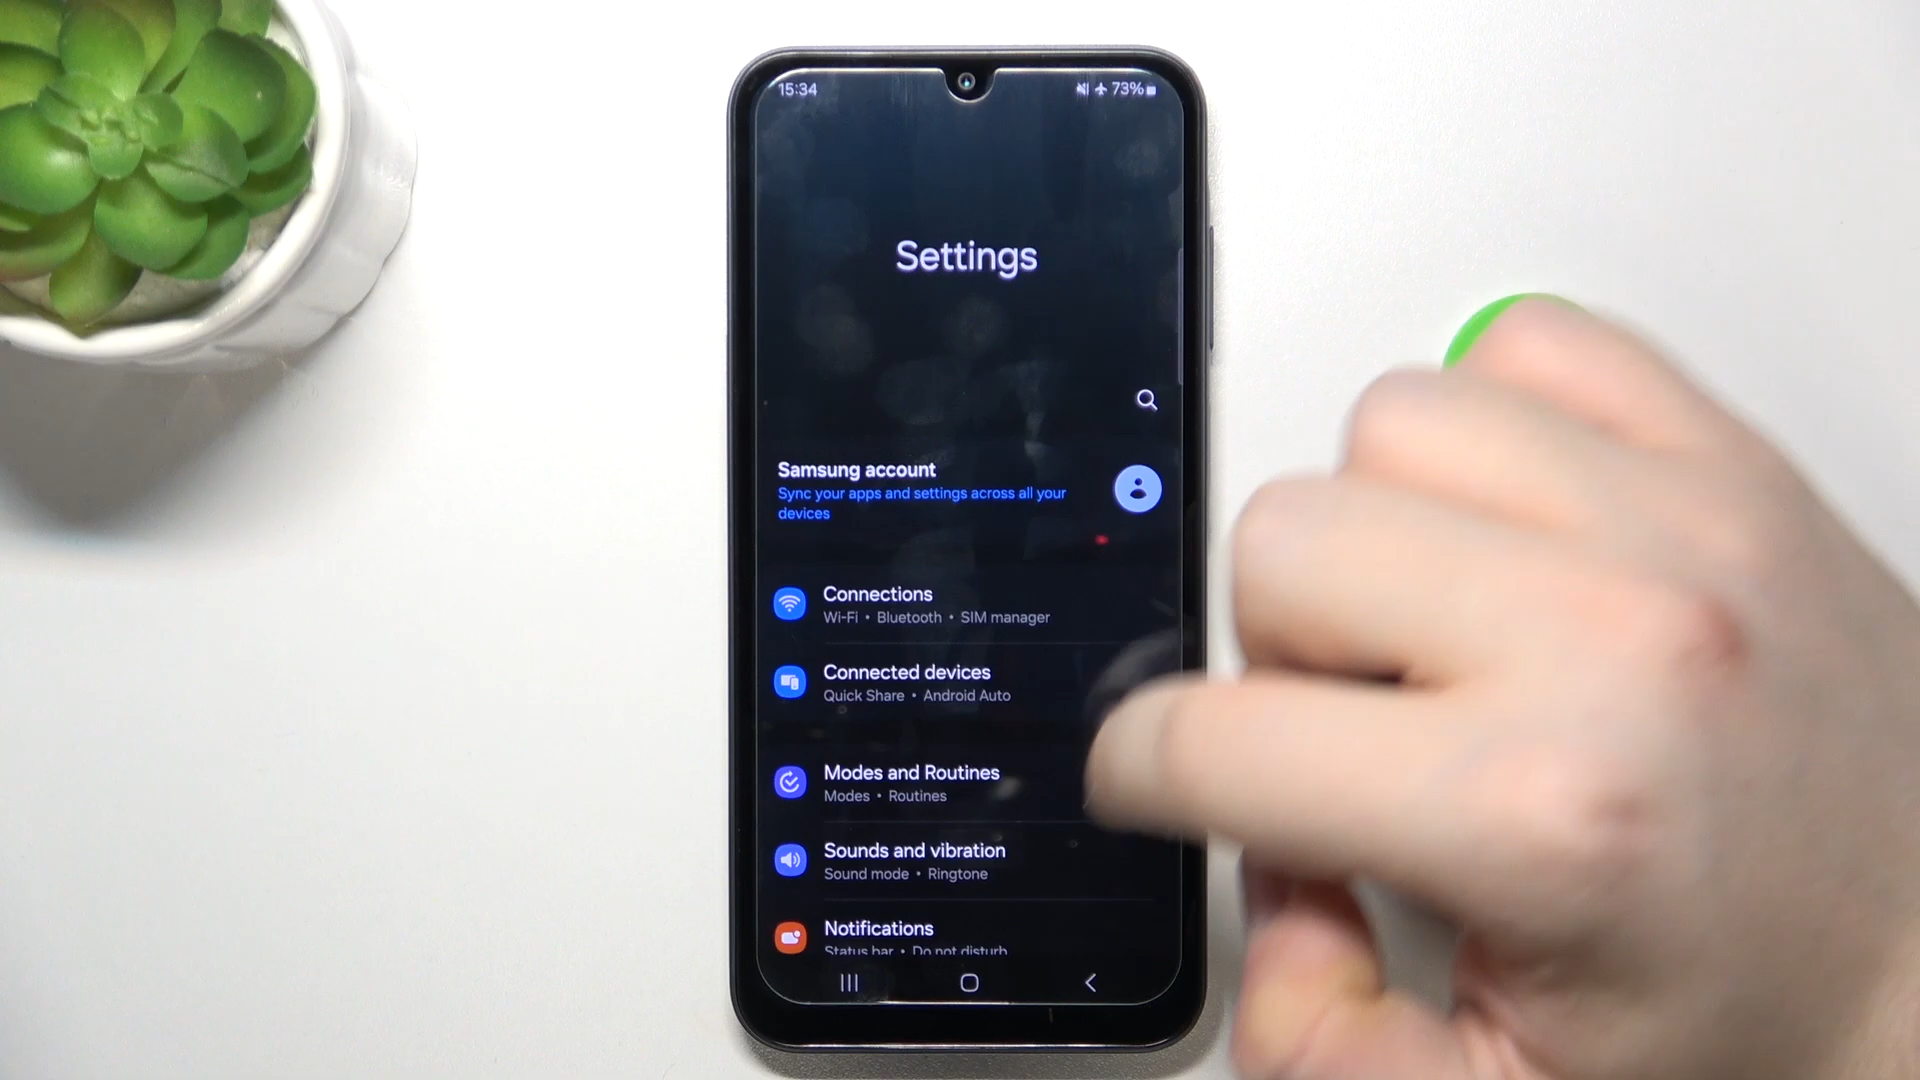 15:34
73%
Settings
Samsung account
Sync your apps and settings across all your
devices
Connections
Wi-Fi • Bluetooth • SIM manager
Connected devices
Quick Share • Android Auto
Modes and Routines
Modes • Routines
Sounds and vibration
Sound mode • Ringtone
Notifications
Status bar • Do not disturb